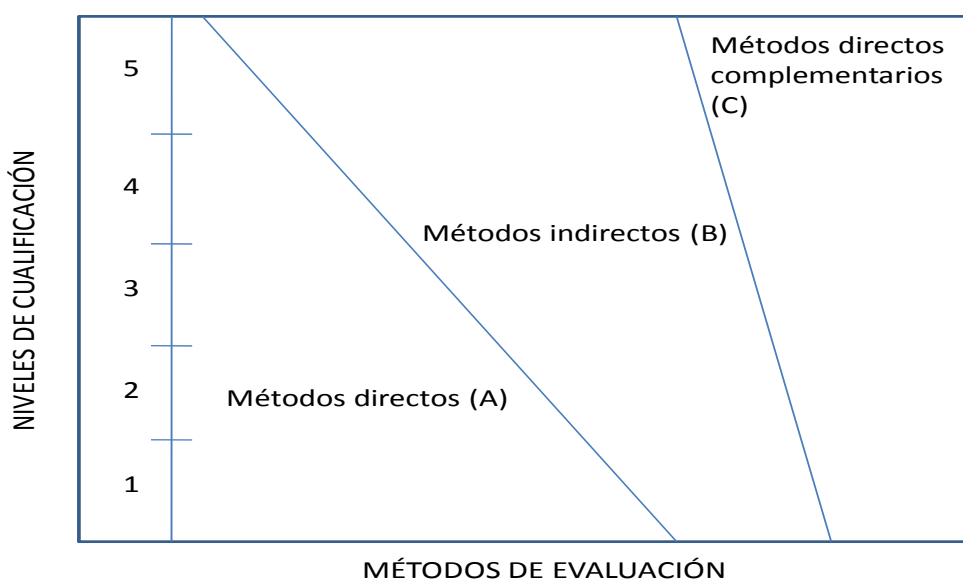 NIVELES DE CUALIFICACIÓN
5
4
3
2
1
Métodos directos
complementarios
(C)
Métodos indirectos (B)
Métodos directos (A)
MÉTODOS DE EVALUACIÓN